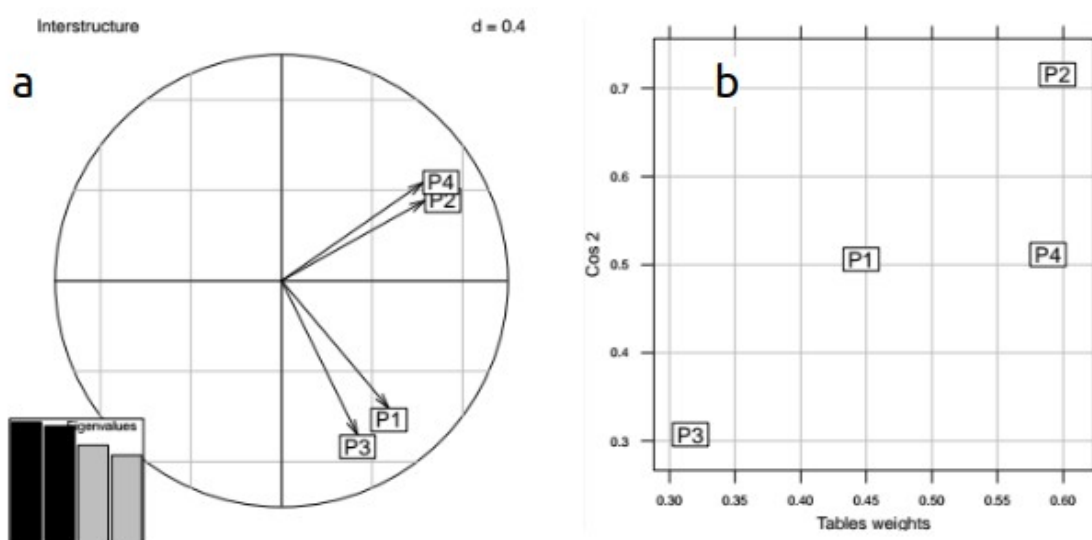 Interstructure
d = 0.4
a
P4
P2
P1
P3
Eigenvalues
b
Cos 2
0.7
0.6
0.5
0.4
0.3
P2
P1
P4
P3
0.30 0.35 0.40 0.45 0.50 0.55 0.60
Tables weights